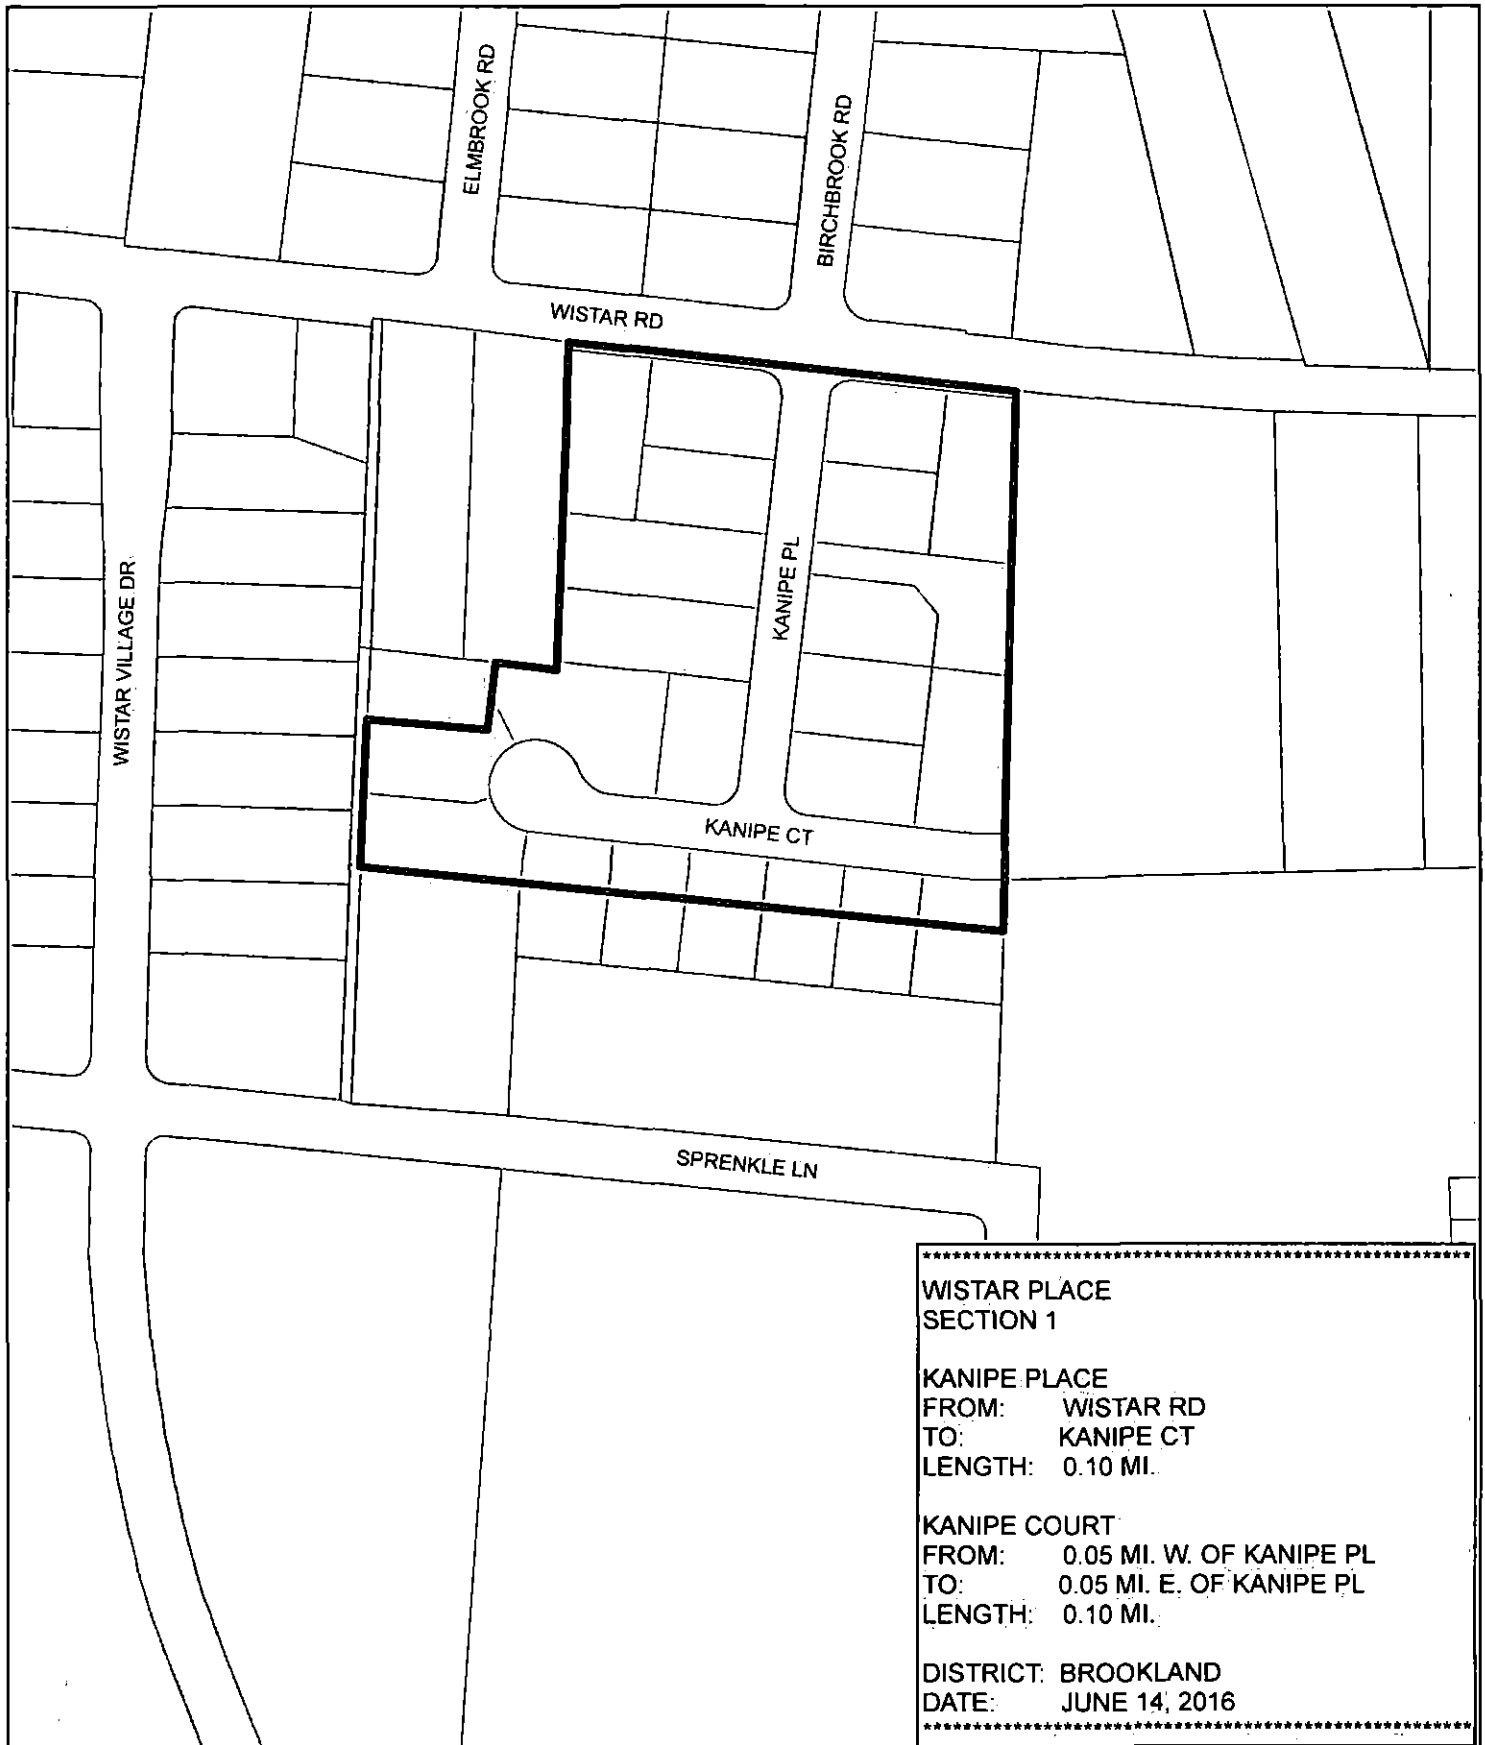 ELMBROOK RD
BIRCHBROOK RD
WISTAR RD
KANIPE PL
WISTAR VILLAGE DR
KANIPE CT
SPRENKLE LN
************************************************************
WISTAR PLACE
SECTION 1
KANIPE PLACE
FROM: WISTAR RD
TO: KANIPE CT
LENGTH: 0.10 MI.
KANIPE COURT
FROM: 0.05 MI. W. OF KANIPE PL
TO: 0.05 MI. E. OF KANIPE PL
LENGTH: 0.10 MI.
DISTRICT: BROOKLAND
DATE: JUNE 14, 2016
************************************************************